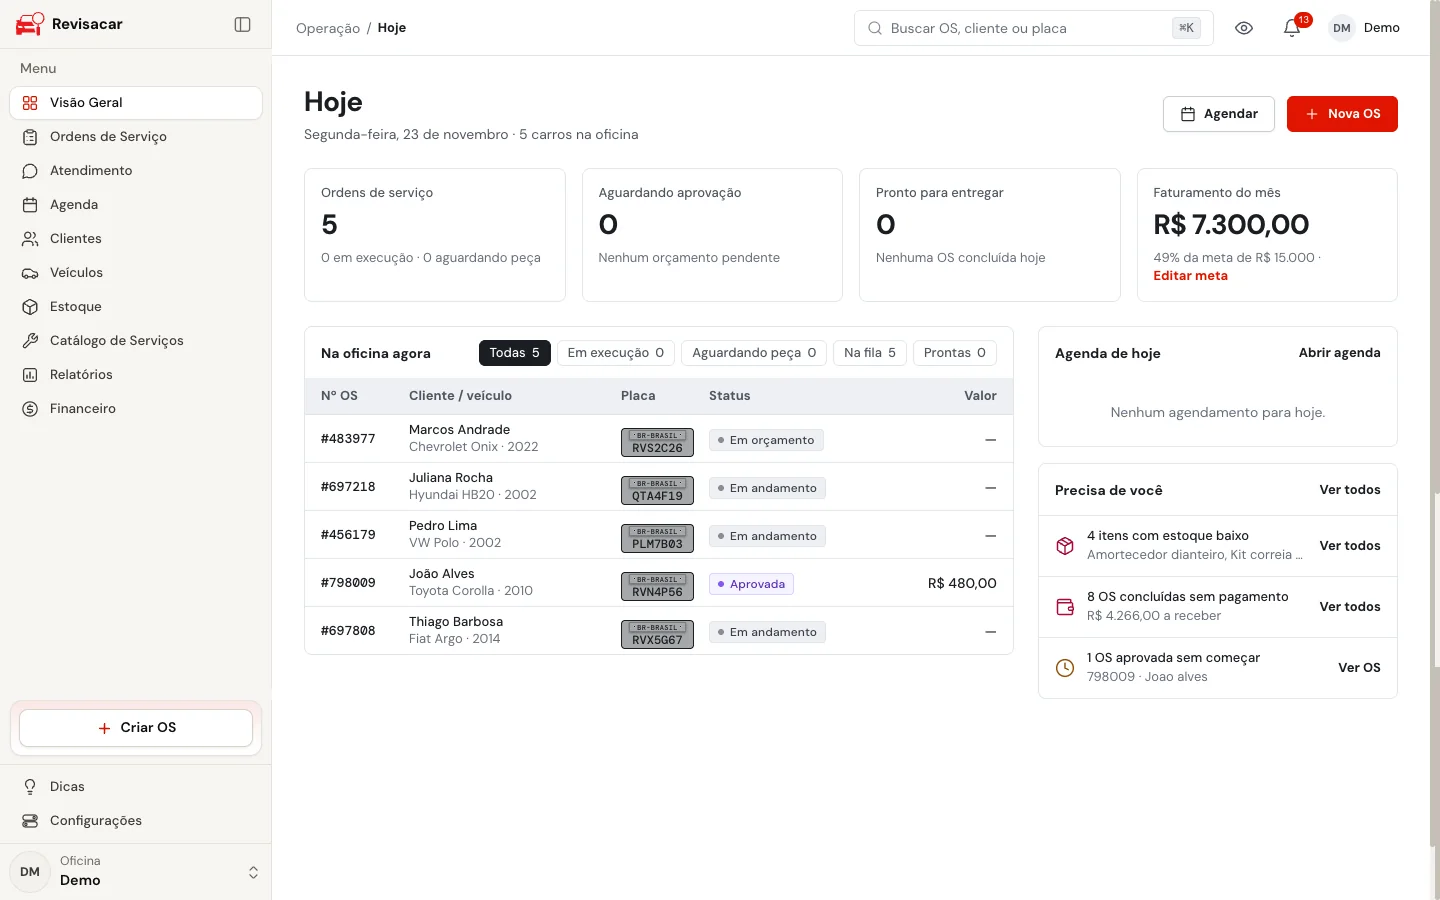 Revisacar
Menu
Visão Geral
Ordens de Serviço
Atendimento
Agenda
Clientes
Veículos
Estoque
Catálogo de Serviços
Relatórios
Financeiro
Criar OS
Dicas
Configurações
DM
Oficina
Demo
Operação / Hoje
Buscar OS, cliente ou placa ⌘K
13
DM Demo
Hoje
Segunda-feira, 23 de novembro · 5 carros na oficina
Agendar
Nova OS
Ordens de serviço
5
0 em execução · 0 aguardando peça
Aguardando aprovação
0
Nenhum orçamento pendente
Pronto para entregar
0
Nenhuma OS concluída hoje
Faturamento do mês
R$ 7.300,00
49% da meta de R$ 15.000 ·
Editar meta
Na oficina agora
Todas 5
Em execução 0
Aguardando peça 0
Na fila 5
Prontas 0
Nº OS Cliente / veículo Placa Status Valor
#483977
Marcos Andrade
Chevrolet Onix · 2022
·BR-BRASIL·
RVS2C26
Em orçamento
—
#697218
Juliana Rocha
Hyundai HB20 · 2002
·BR-BRASIL·
QTA4F19
Em andamento
—
#456179
Pedro Lima
VW Polo · 2002
·BR-BRASIL·
PLM7B03
Em andamento
—
#798009
João Alves
Toyota Corolla · 2010
·BR-BRASIL·
RVN4P56
Aprovada
R$ 480,00
#697808
Thiago Barbosa
Fiat Argo · 2014
·BR-BRASIL·
RVX5G67
Em andamento
—
Agenda de hoje
Abrir agenda
Nenhum agendamento para hoje.
Precisa de você
Ver todos
4 itens com estoque baixo
Amortecedor dianteiro, Kit correia ...
Ver todos
8 OS concluídas sem pagamento
R$ 4.266,00 a receber
Ver todos
1 OS aprovada sem começar
798009 · Joao alves
Ver OS